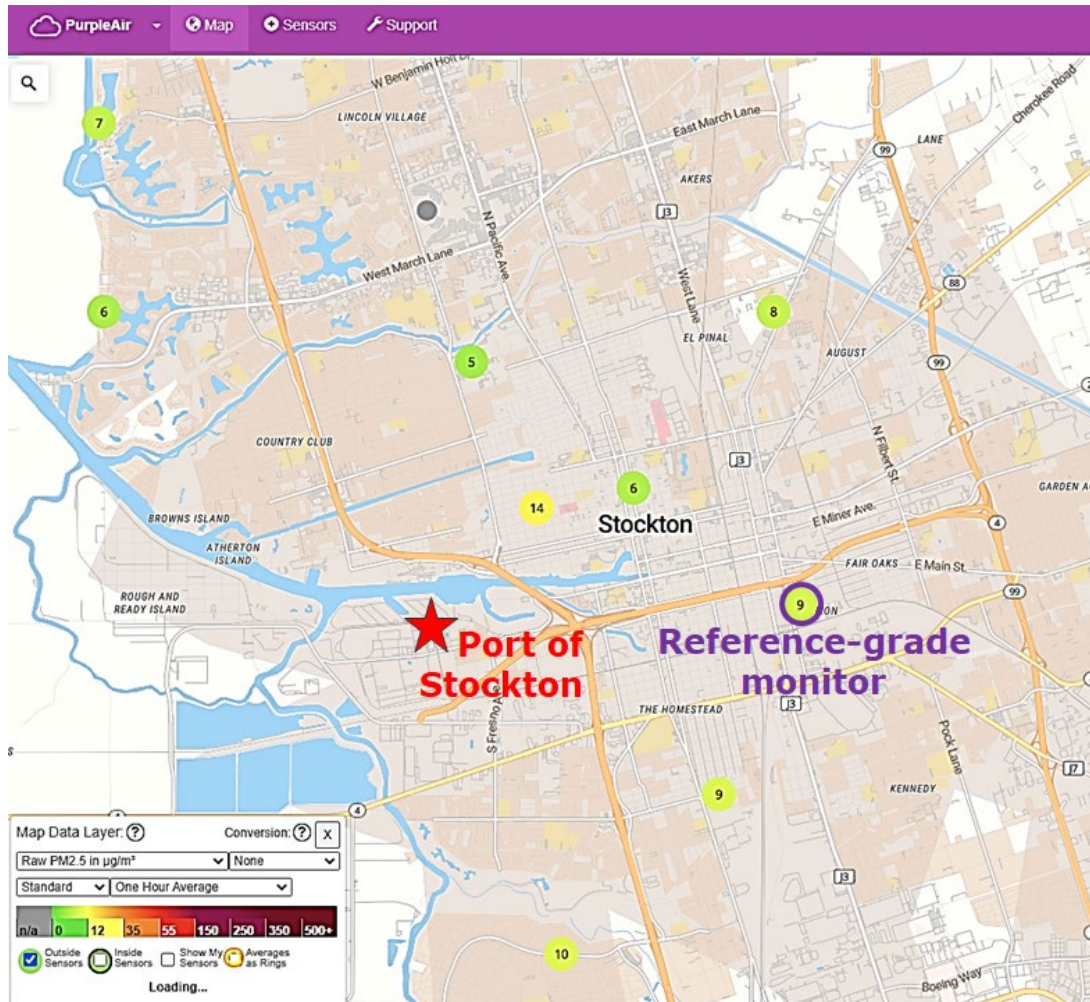 PurpleAir Map Sensors Support
W Benjamin Holt Dr.
Cherokee Road
7
LINCOLN VILLAGE
East March Lane
99
LANE
AKERS
J3
N Pacific Ave.
West March Lane
West Lane
88
6
8
5
EL PINAL
AUGUST
99
COUNTRY CLUB
N Filbert St.
J3
6
14
Stockton
GARDEN
BROWNS ISLAND
E Miner Ave.
4
ATHERTON
ISLAND
FAIR OAKS
E Main St.
ROUGH AND
READY ISLAND
99
9
Port of
Stockton
Reference-grade
monitor
S Fresno Ave
THE HOMESTEAD
J3
Pock Lane
J7
9
KENNEDY
4
4
J3
10
Boeing Way
Map Data Layer: ? Conversion: ? X
Raw PM2.5 in µg/m³ None
Standard One Hour Average
n/a 0 12 35 55 150 250 350 500+
Outside Sensors
Inside Sensors
Show My Sensors
Averages as Rings
Loading...